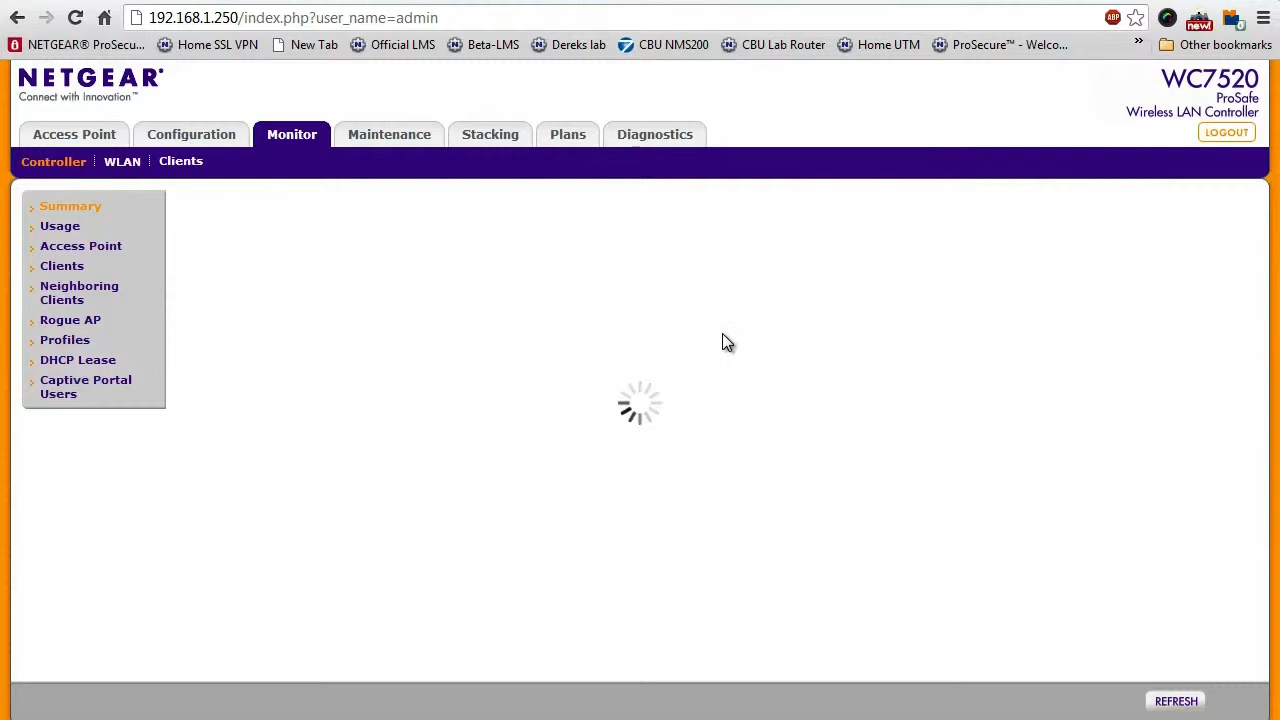 192.168.1.250/index.php?user_name=admin
ABP
new!
NETGEAR® ProSecu... Home SSL VPN New Tab Official LMS Beta-LMS Dereks lab CBU NMS200 CBU Lab Router Home UTM ProSecure™ - Welco... » Other bookmarks
NETGEAR®
Connect with Innovation™
WC7520
ProSafe
Wireless LAN Controller
LOGOUT
Access Point Configuration Monitor Maintenance Stacking Plans Diagnostics
Controller WLAN Clients
Summary
Usage
Access Point
Clients
Neighboring
Clients
Rogue AP
Profiles
DHCP Lease
Captive Portal
Users
REFRESH